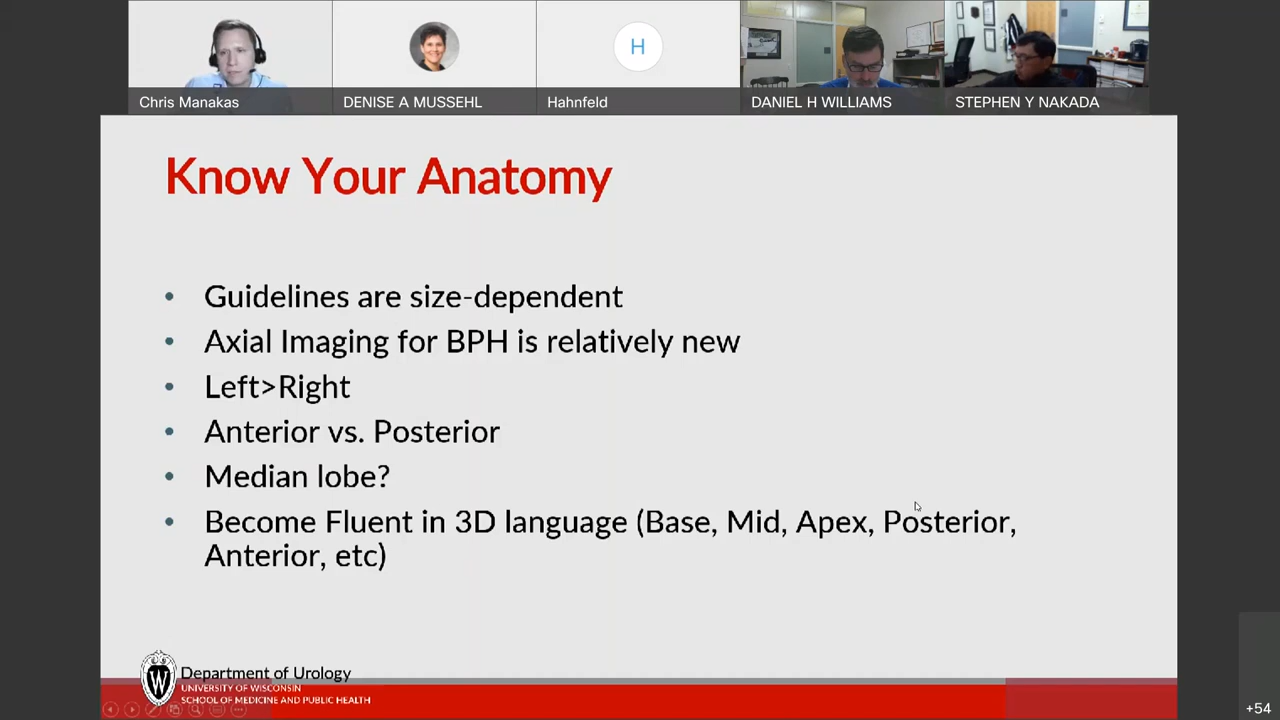 H
Chris Manakas
DENISE A MUSSEHL
Hahnfeld
DANIEL H WILLIAMS
STEPHEN Y NAKADA
Know Your Anatomy
• Guidelines are size-dependent
• Axial Imaging for BPH is relatively new
• Left>Right
• Anterior vs. Posterior
• Median lobe?
• Become Fluent in 3D language (Base, Mid, Apex, Posterior,
Anterior, etc)
W
Department of Urology
UNIVERSITY OF WISCONSIN
SCHOOL OF MEDICINE AND PUBLIC HEALTH
+54